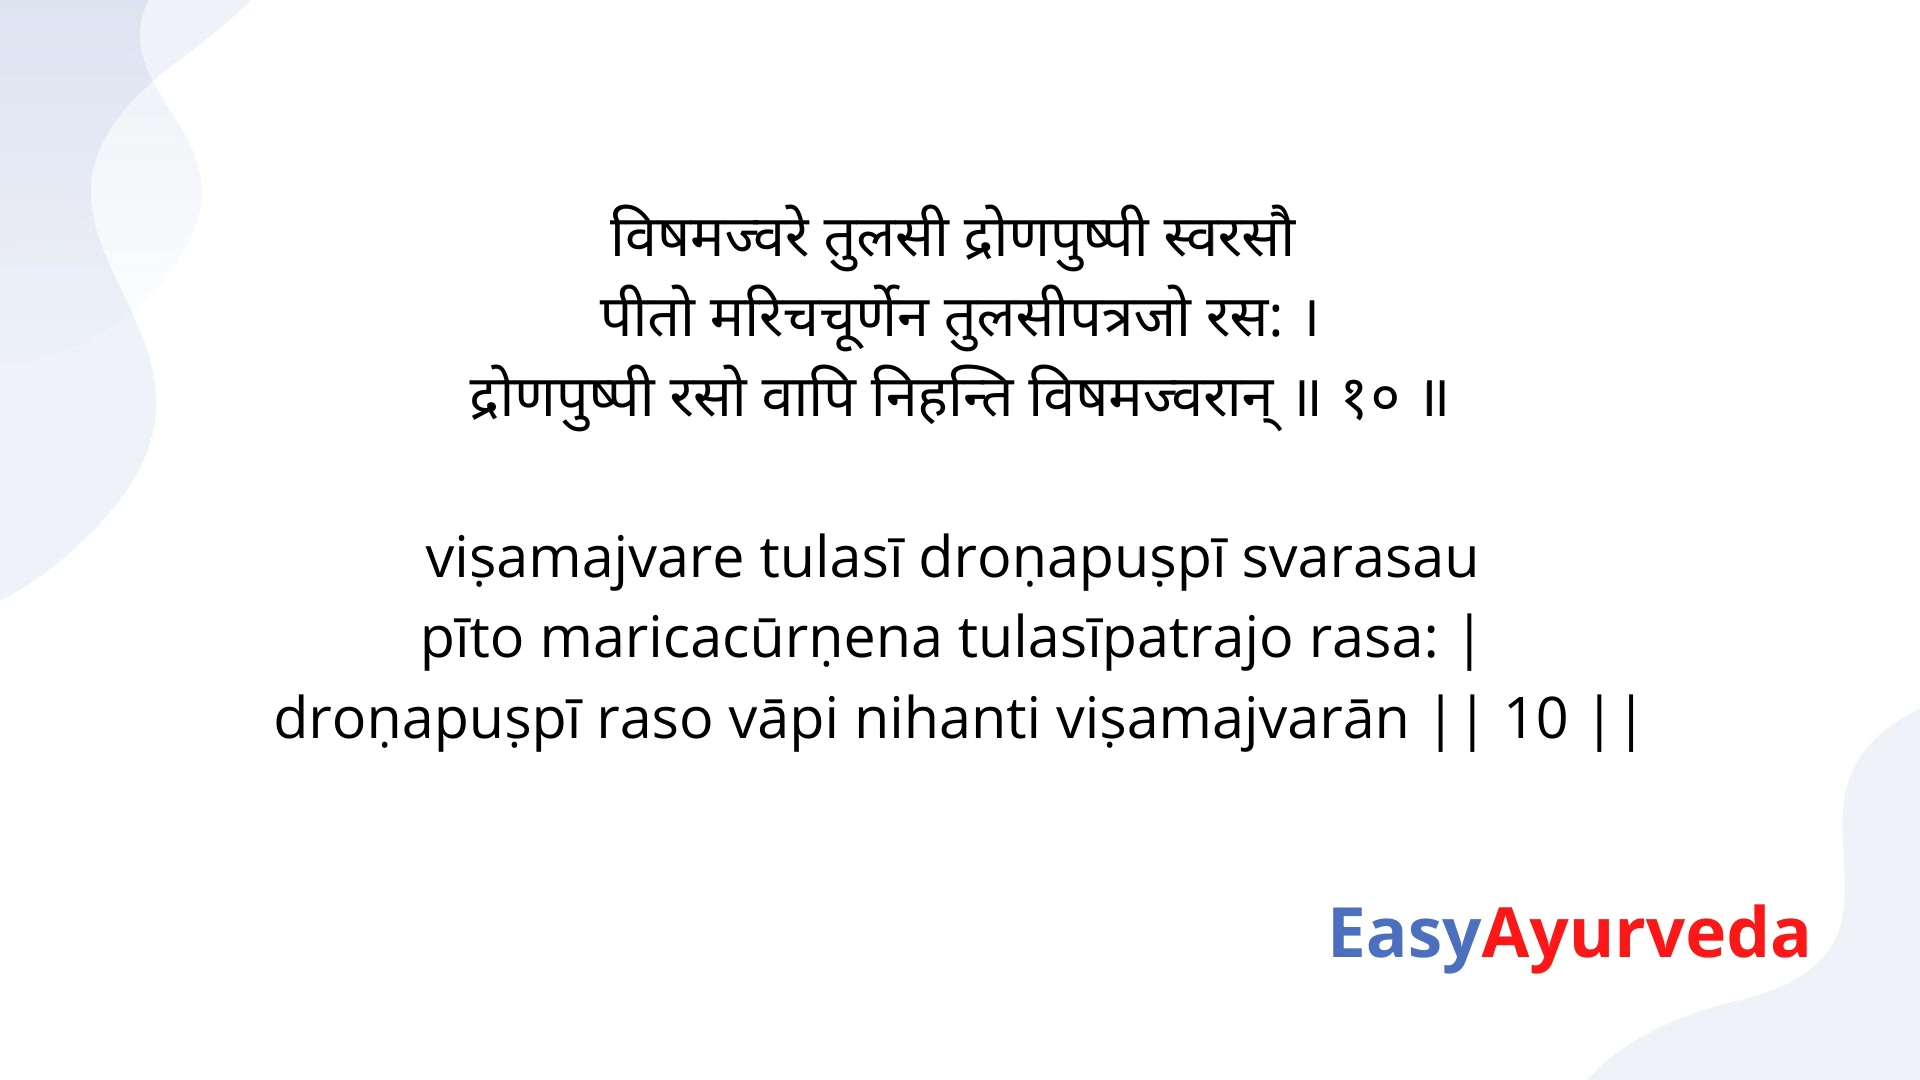 विषमज्वरे तुलसी द्रोणपुष्पी स्वरसौ
पीतो मरिचचूर्णेन तुलसीपत्रजो रस: ।
द्रोणपुष्पी रसो वापि निहन्ति विषमज्वरान् ॥ १० ॥
viṣamajvare tulasī droṇapuṣpī svarasau
pīto maricacūrṇena tulasīpatrajo rasa: |
droṇapuṣpī raso vāpi nihanti viṣamajvarān || 10 ||
EasyAyurveda